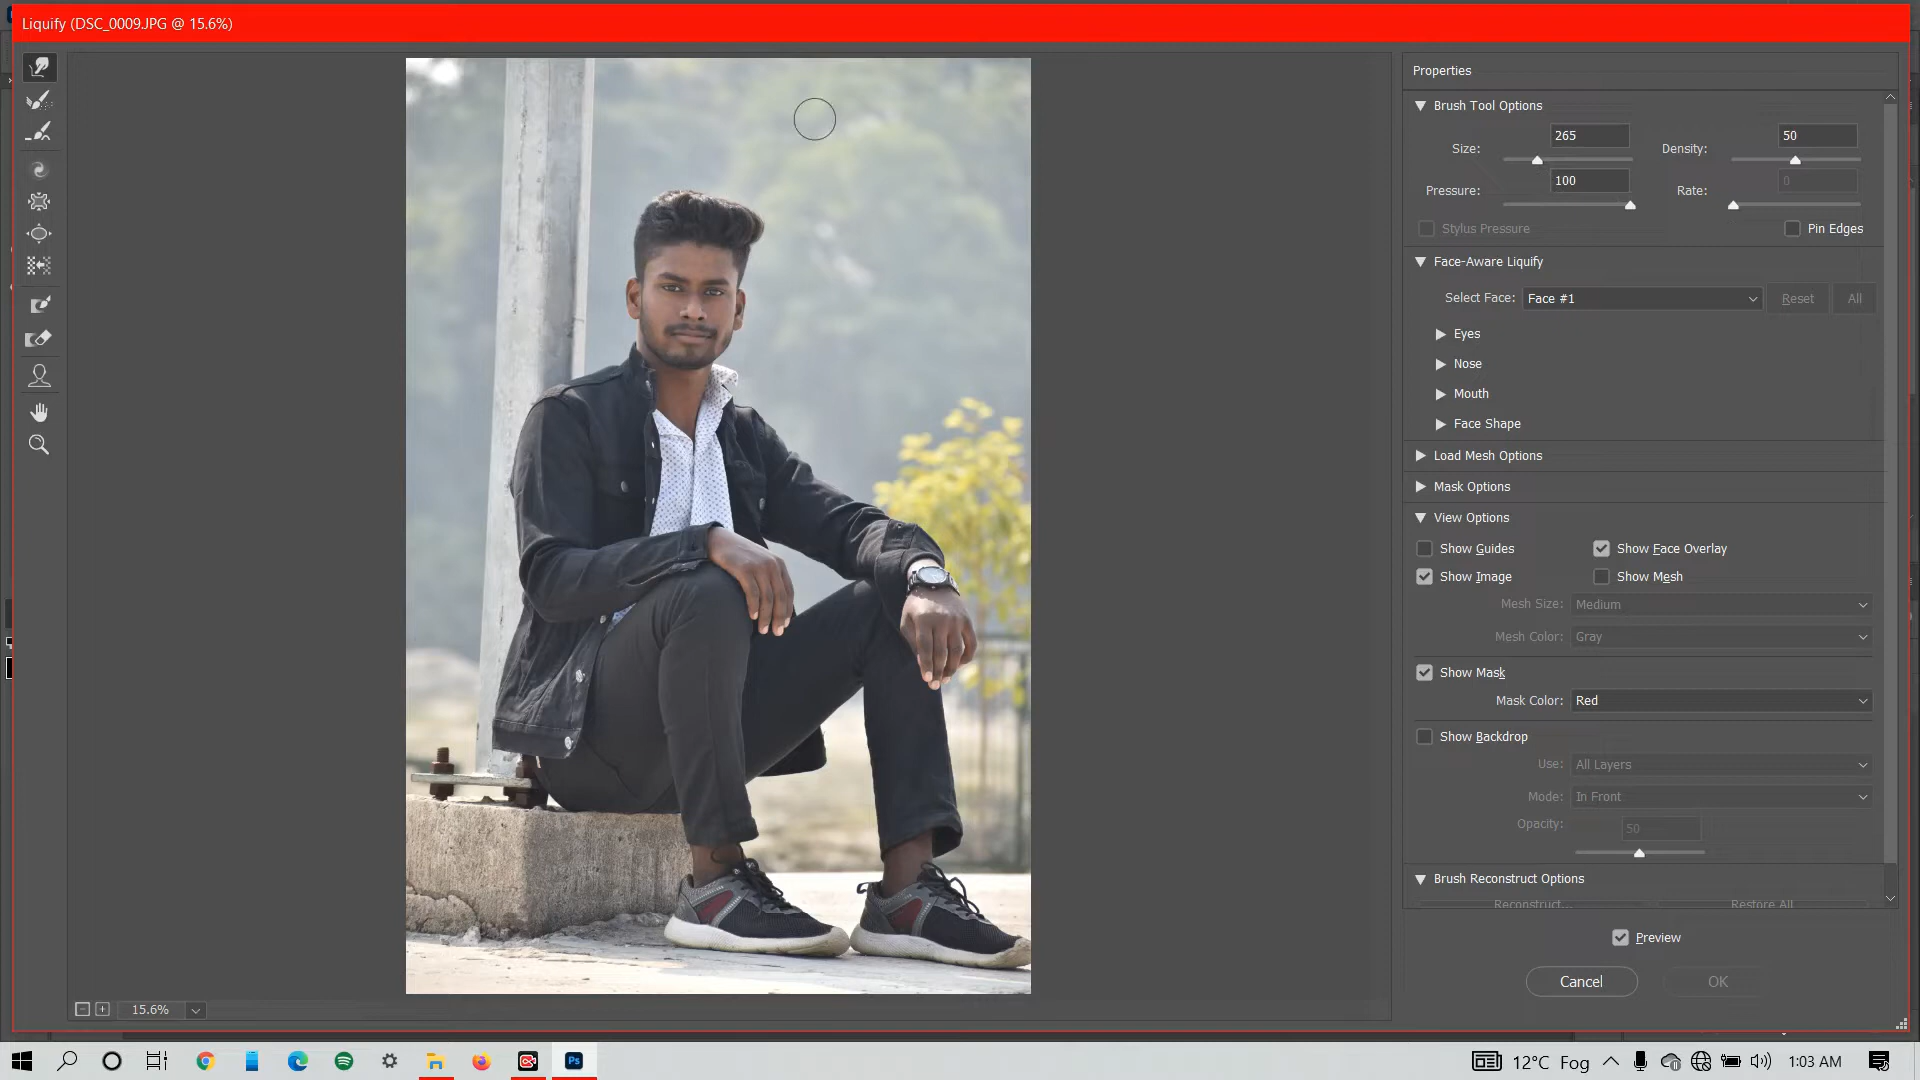 Liquify (DSC_0009.JPG @ 15.6%)
Properties
Brush Tool Options
Size: 265 Density: 50
Pressure: 100 Rate: 0
Stylus Pressure Pin Edges
Face-Aware Liquify
Select Face: Face #1 Reset All
Eyes
Nose
Mouth
Face Shape
Load Mesh Options
Mask Options
View Options
Show Guides Show Face Overlay
Show Image Show Mesh
Mesh Size: Medium
Mesh Color: Gray
Show Mask
Mask Color: Red
Show Backdrop
Use: All Layers
Mode: In Front
Opacity: 50
Brush Reconstruct Options
Reconstruct... Restore All
Preview
Cancel OK
15.6%
Ps 12°C Fog 1:03 AM